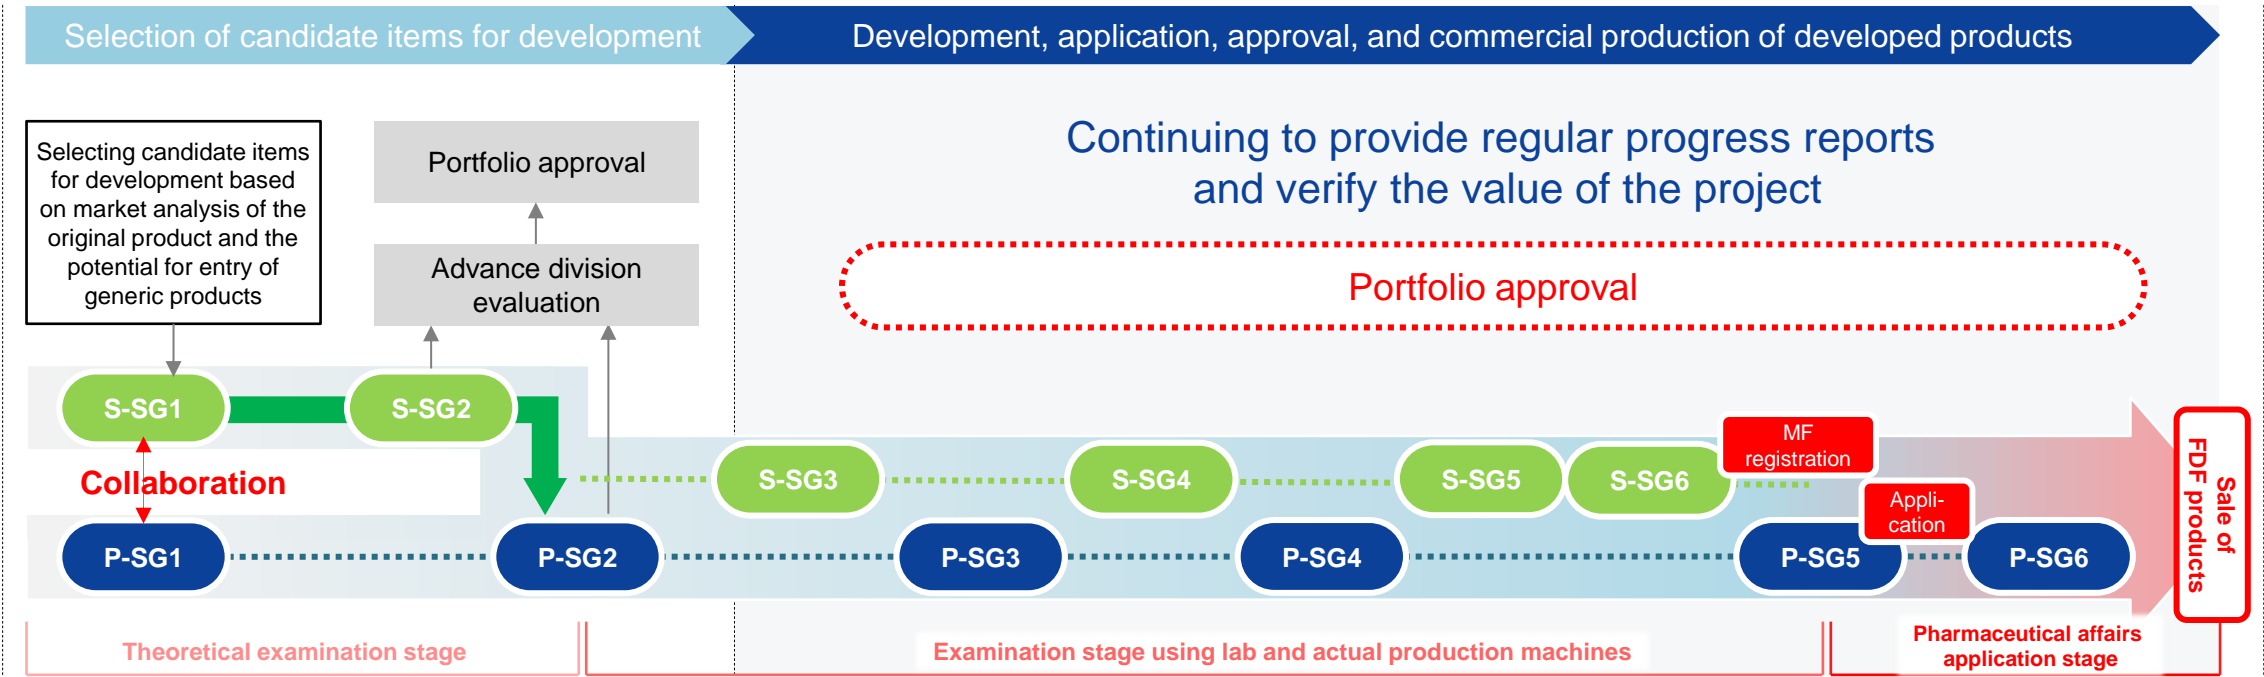 Selection of candidate items for development
Development, application, approval, and commercial production of developed products
Selecting candidate items
for development based
on market analysis of the
original product and the
potential for entry of
generic products
Portfolio approval
Advance division
evaluation
Continuing to provide regular progress reports
and verify the value of the project
Portfolio approval
S-SG1
S-SG2
Collaboration
S-SG3
S-SG4
S-SG5
S-SG6
MF
registration
Appli-
cation
P-SG1
P-SG2
P-SG3
P-SG4
P-SG5
P-SG6
Sale of
FDF products
Theoretical examination stage
Examination stage using lab and actual production machines
Pharmaceutical affairs
application stage